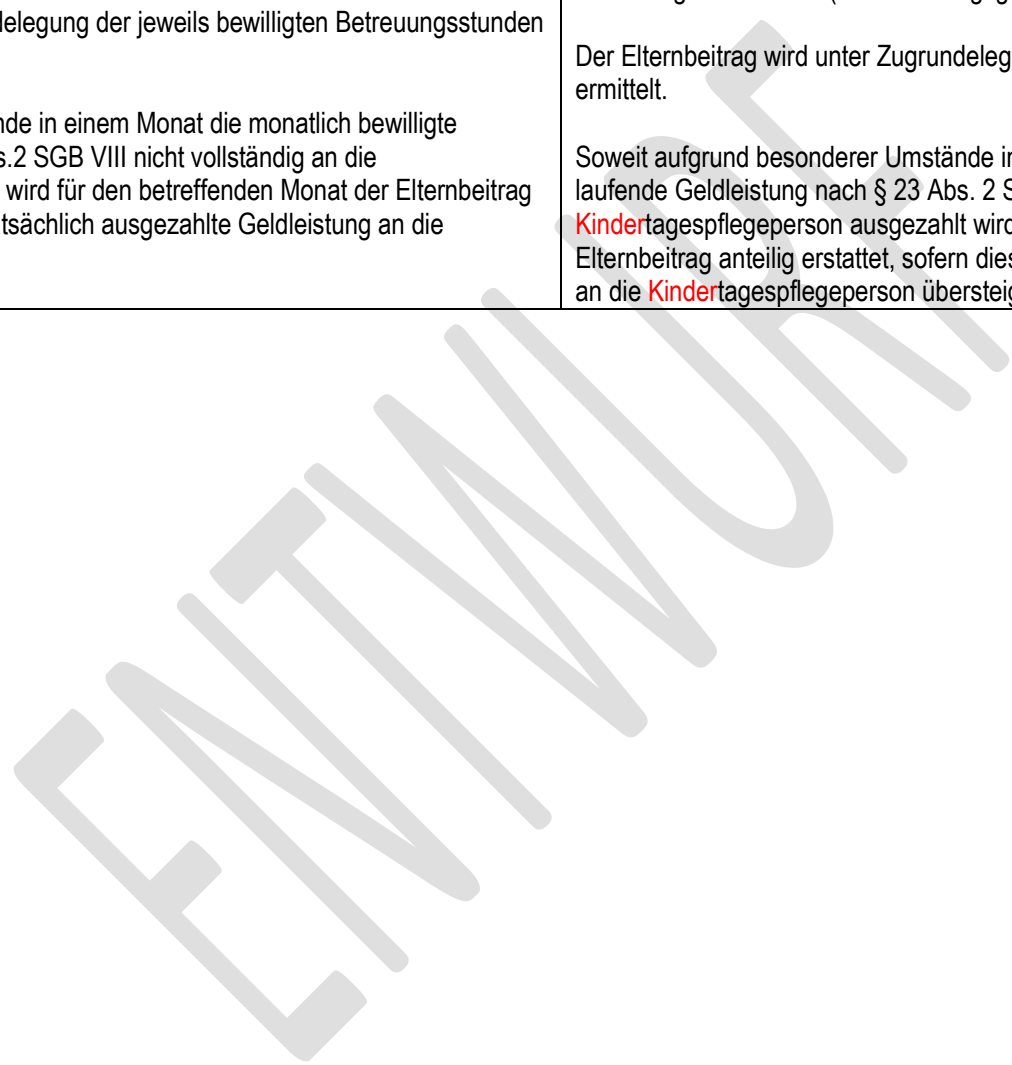 delegung der jeweils bewilligten Betreuungsstunden
nde in einem Monat die monatlich bewilligte
s.2 SGB VIII nicht vollständig an die
wird für den betreffenden Monat der Elternbeitrag
tsächlich ausgezahlte Geldleistung an die
Der Elternbeitrag wird unter Zugrundeleg
ermittelt.
Soweit aufgrund besonderer Umstände in
laufende Geldleistung nach § 23 Abs. 2 S
Kindertagespflegeperson ausgezahlt wird
Elternbeitrag anteilig erstattet, sofern dies
an die Kindertagespflegeperson übersteig
ENTWURF